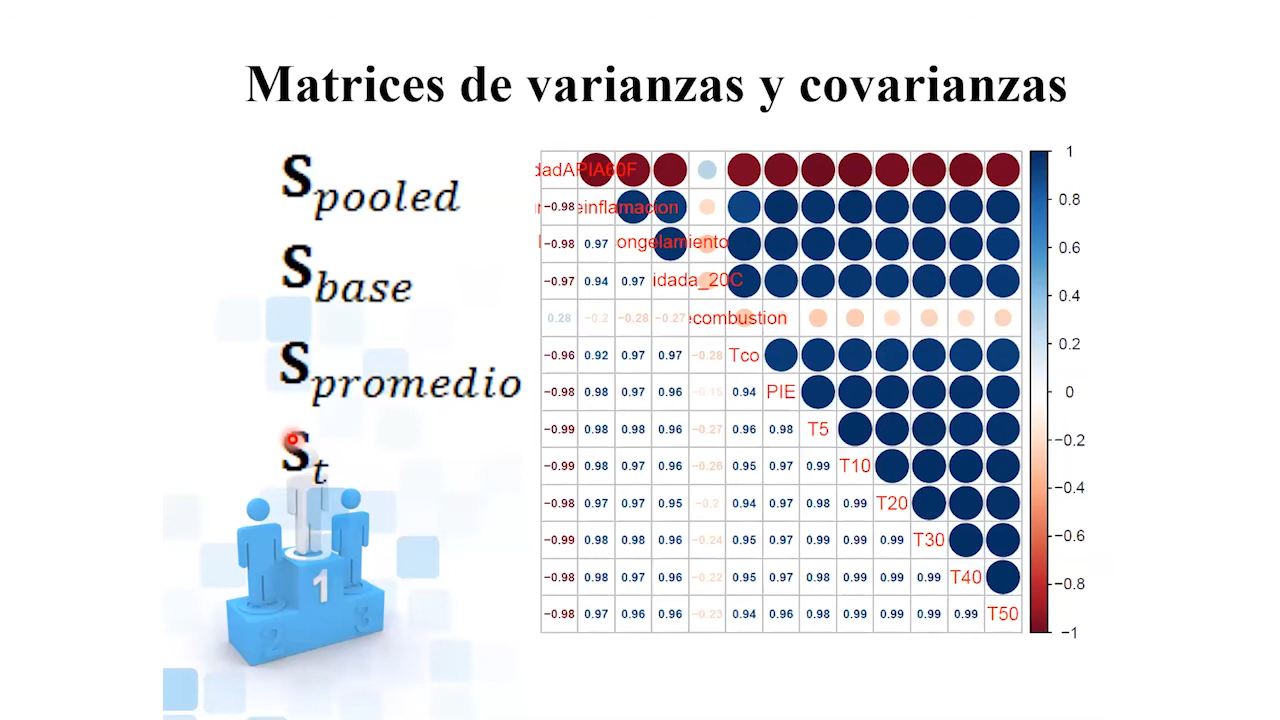 Matrices de varianzas y covarianzas
S pooled
S base
S promedio
S t
1
2
3
dadAPIA60F
−0.98 einflamacion
−0.98 0.97 ongelamiento
−0.97 0.94 0.97 idada_20C
0.28 −0.2 −0.28 −0.27 combustion
−0.96 0.92 0.97 0.97 −0.28 Tco
−0.98 0.98 0.97 0.96 −0.15 0.94 PIE
−0.99 0.98 0.98 0.96 −0.27 0.96 0.98 T5
−0.99 0.98 0.97 0.96 −0.26 0.95 0.97 0.99 T10
−0.98 0.97 0.97 0.95 −0.2 0.94 0.97 0.98 0.99 T20
−0.99 0.98 0.98 0.96 −0.24 0.95 0.97 0.99 0.99 0.99 T30
−0.98 0.98 0.97 0.96 −0.22 0.95 0.97 0.98 0.99 0.99 0.99 T40
−0.98 0.97 0.96 0.96 −0.23 0.94 0.96 0.98 0.99 0.99 0.99 0.99 T50
1
0.8
0.6
0.4
0.2
0
−0.2
−0.4
−0.6
−0.8
−1